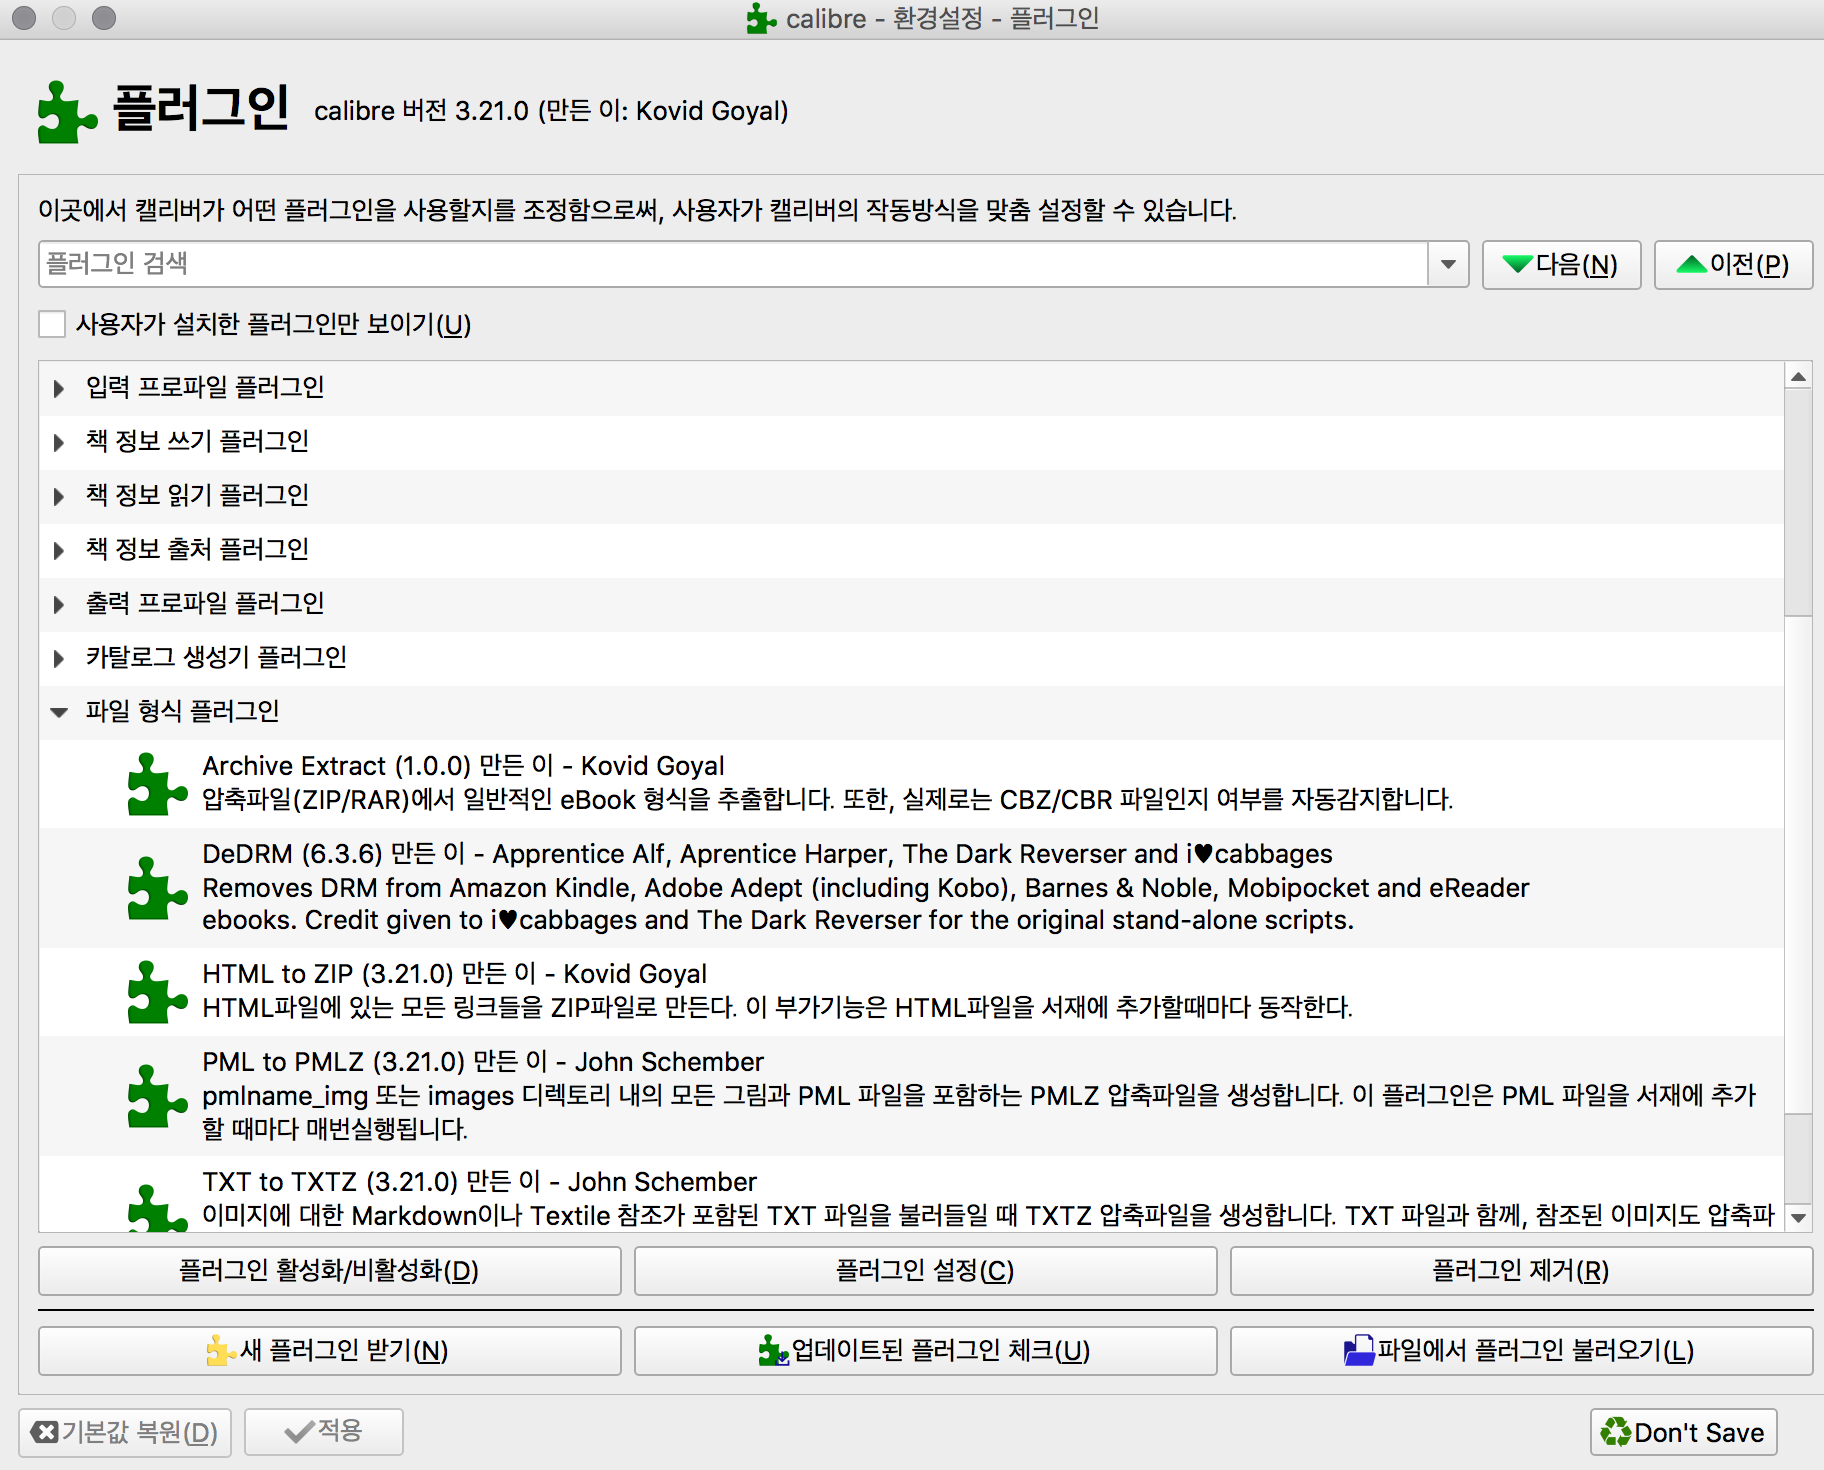 calibre - 환경설정 - 플러그인
플러그인 calibre 버전 3.21.0 (만든 이: Kovid Goyal)
이곳에서 캘리버가 어떤 플러그인을 사용할지를 조정함으로써, 사용자가 캘리버의 작동방식을 맞춤 설정할 수 있습니다.
플러그인 검색 다음(N) 이전(P)
사용자가 설치한 플러그인만 보이기(U)
입력 프로파일 플러그인
책 정보 쓰기 플러그인
책 정보 읽기 플러그인
책 정보 출처 플러그인
출력 프로파일 플러그인
카탈로그 생성기 플러그인
파일 형식 플러그인
Archive Extract (1.0.0) 만든 이 - Kovid Goyal
압축파일(ZIP/RAR)에서 일반적인 eBook 형식을 추출합니다. 또한, 실제로는 CBZ/CBR 파일인지 여부를 자동감지합니다.
DeDRM (6.3.6) 만든 이 - Apprentice Alf, Aprentice Harper, The Dark Reverser and i♥cabbages
Removes DRM from Amazon Kindle, Adobe Adept (including Kobo), Barnes & Noble, Mobipocket and eReader
ebooks. Credit given to i♥cabbages and The Dark Reverser for the original stand-alone scripts.
HTML to ZIP (3.21.0) 만든 이 - Kovid Goyal
HTML파일에 있는 모든 링크들을 ZIP파일로 만든다. 이 부가기능은 HTML파일을 서재에 추가할때마다 동작한다.
PML to PMLZ (3.21.0) 만든 이 - John Schember
pmlname_img 또는 images 디렉토리 내의 모든 그림과 PML 파일을 포함하는 PMLZ 압축파일을 생성합니다. 이 플러그인은 PML 파일을 서재에 추가
할 때마다 매번실행됩니다.
TXT to TXTZ (3.21.0) 만든 이 - John Schember
이미지에 대한 Markdown이나 Textile 참조가 포함된 TXT 파일을 불러들일 때 TXTZ 압축파일을 생성합니다. TXT 파일과 함께, 참조된 이미지도 압축파
플러그인 활성화/비활성화(D) 플러그인 설정(C) 플러그인 제거(R)
새 플러그인 받기(N) 업데이트된 플러그인 체크(U) 파일에서 플러그인 불러오기(L)
기본값 복원(D) 적용 Don't Save